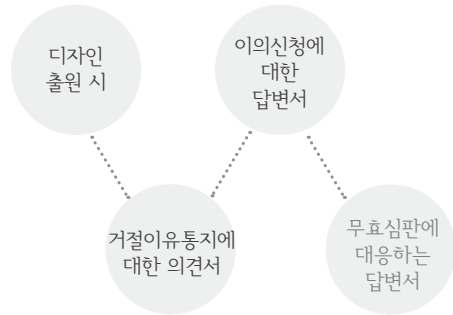 디자인
출원 시
이의신청에
대한
답변서
거절이유통지에
대한 의견서
무효심판에
대응하는
답변서